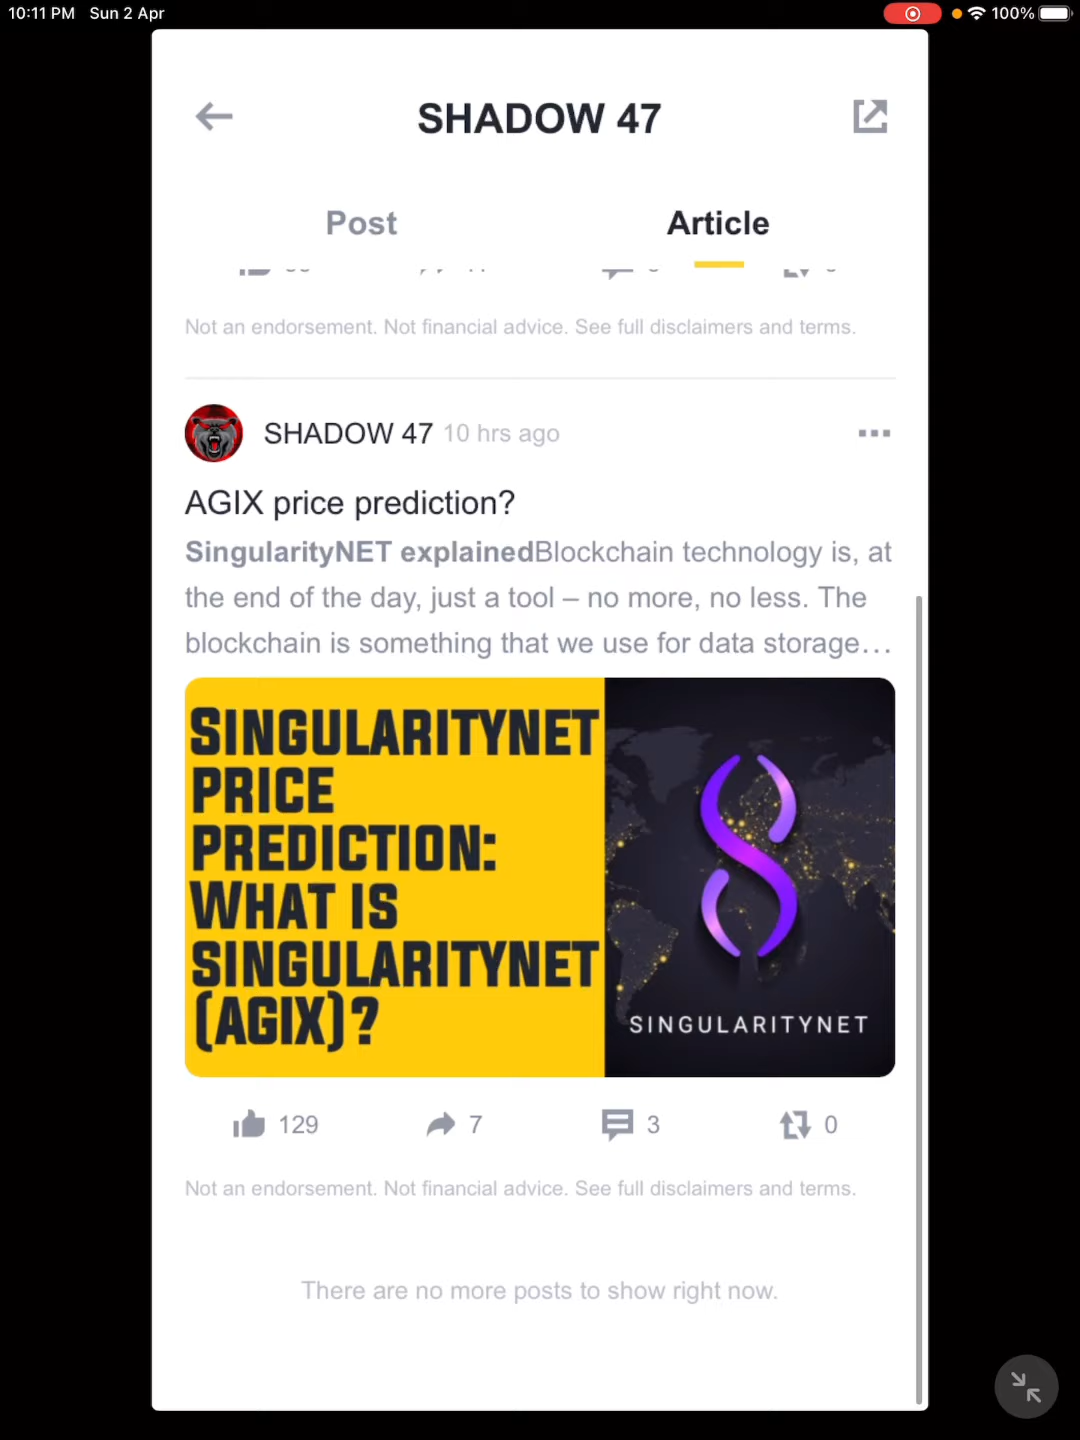 10:11 PM Sun 2 Apr 100%
SHADOW 47
Post Article
Not an endorsement. Not financial advice. See full disclaimers and terms.
SHADOW 47 10 hrs ago
AGIX price prediction?
SingularityNET explainedBlockchain technology is, at
the end of the day, just a tool – no more, no less. The
blockchain is something that we use for data storage...
SINGULARITYNET
PRICE
PREDICTION:
WHAT IS
SINGULARITYNET
(AGIX)?
SINGULARITYNET
129 7 3 0
Not an endorsement. Not financial advice. See full disclaimers and terms.
There are no more posts to show right now.